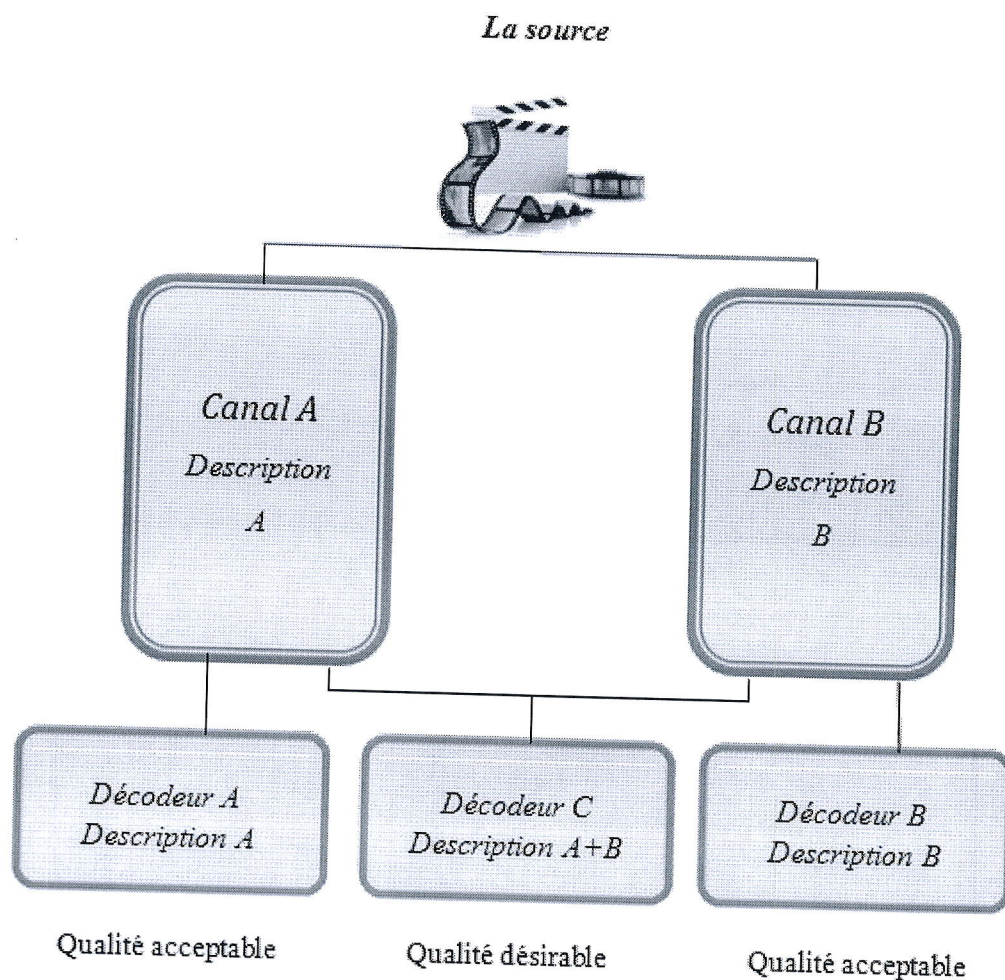 La source
Canal A
Description
A
Canal B
Description
B
Décodeur A
Description A
Décodeur C
Description A+B
Décodeur B
Description B
Qualité acceptable
Qualité désirable
Qualité acceptable